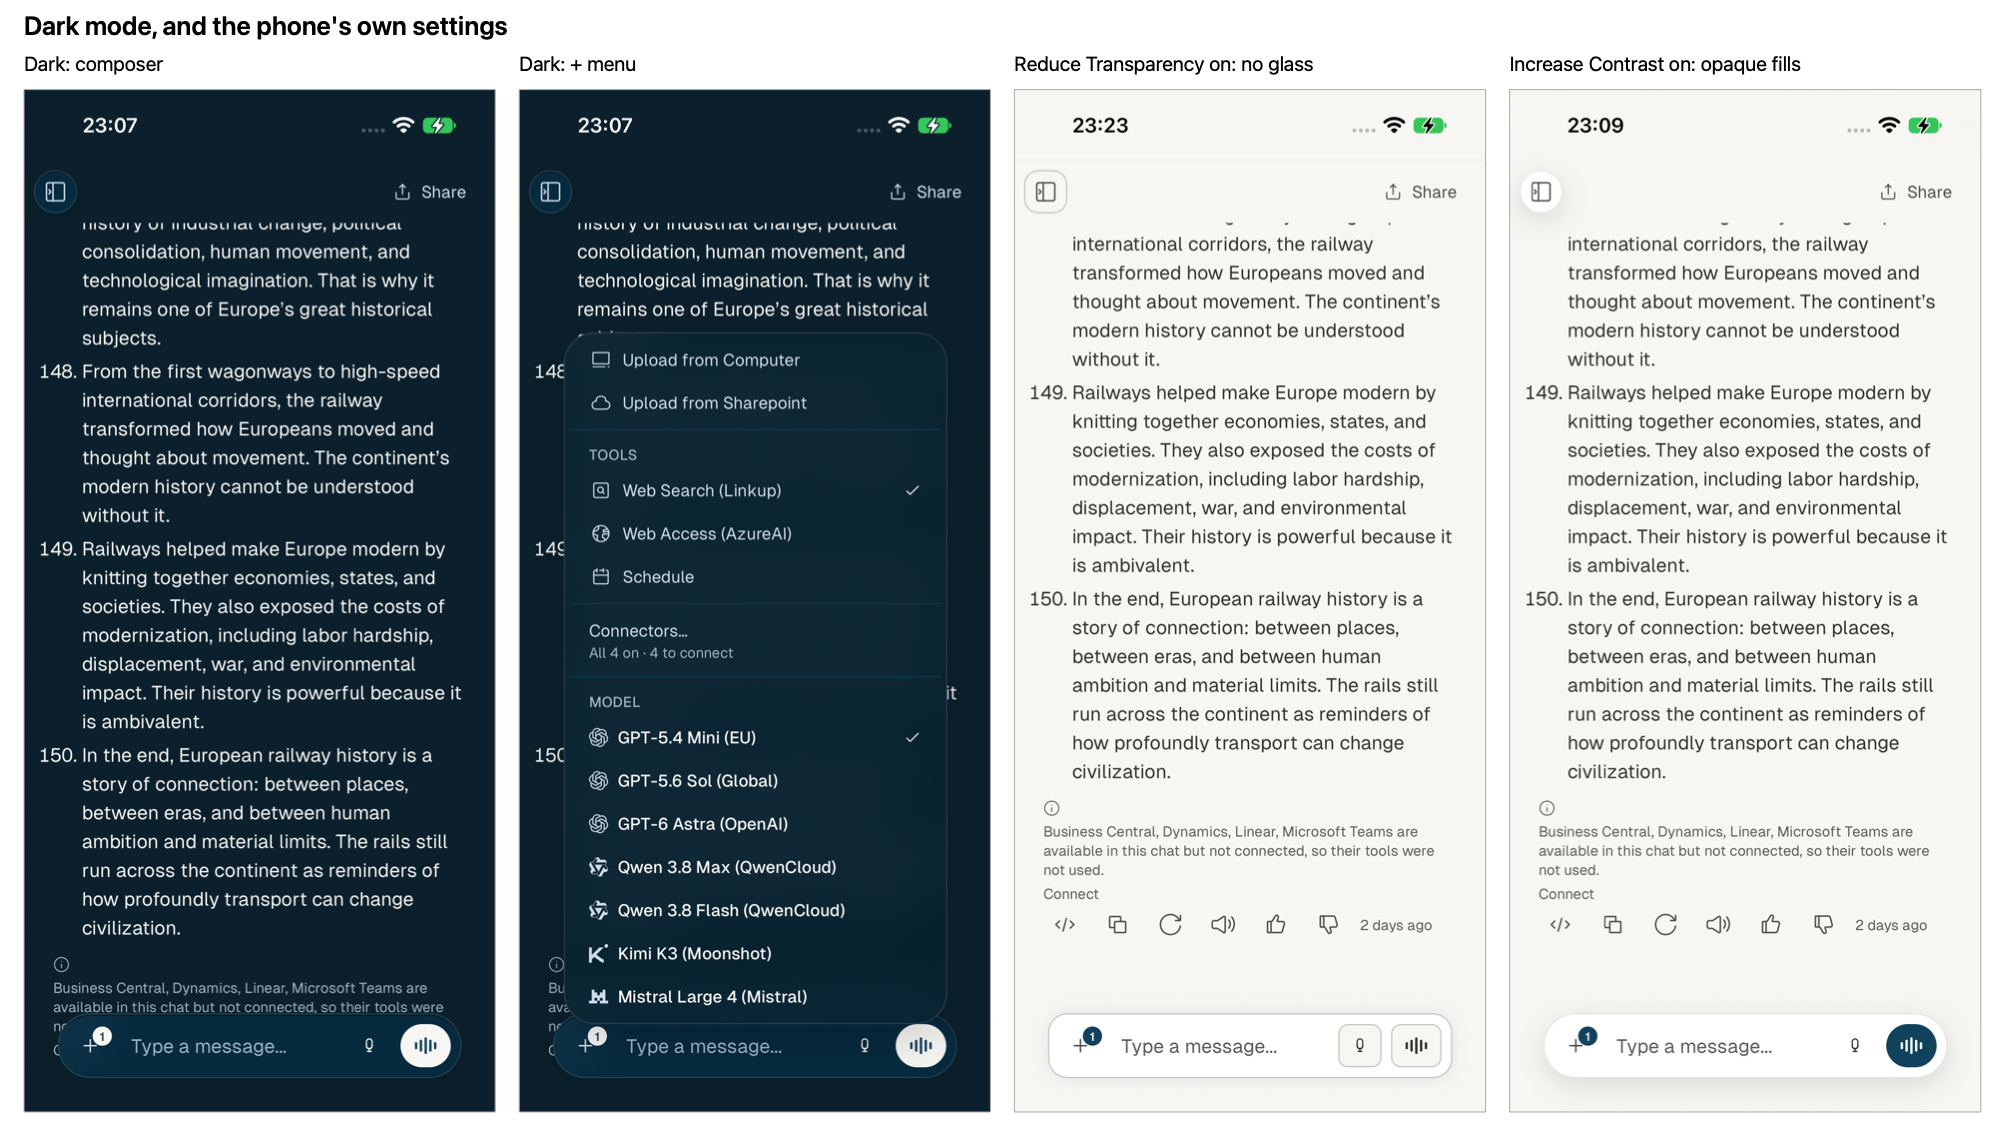 Dark mode, and the phone's own settings
Dark: composer
23:07
Share
history of industrial change, political
consolidation, human movement, and
technological imagination. That is why it
remains one of Europe’s great historical
subjects.
148. From the first wagonways to high-speed
international corridors, the railway
transformed how Europeans moved and
thought about movement. The continent’s
modern history cannot be understood
without it.
149. Railways helped make Europe modern by
knitting together economies, states, and
societies. They also exposed the costs of
modernization, including labor hardship,
displacement, war, and environmental
impact. Their history is powerful because it
is ambivalent.
150. In the end, European railway history is a
story of connection: between places,
between eras, and between human
ambition and material limits. The rails still
run across the continent as reminders of
how profoundly transport can change
civilization.
Business Central, Dynamics, Linear, Microsoft Teams are
available in this chat but not connected, so their tools were
1
Type a message...
Dark: + menu
23:07
Share
history of industrial change, political
consolidation, human movement, and
technological imagination. That is why it
remains one of Europe’s great historical
148
Upload from Computer
Upload from Sharepoint
TOOLS
Web Search (Linkup)
Web Access (AzureAI)
149
Schedule
Connectors...
All 4 on · 4 to connect
it
MODEL
GPT-5.4 Mini (EU)
150
GPT-5.6 Sol (Global)
GPT-6 Astra (OpenAI)
Qwen 3.8 Max (QwenCloud)
Qwen 3.8 Flash (QwenCloud)
Kimi K3 (Moonshot)
Mistral Large 4 (Mistral)
1
Type a message...
Reduce Transparency on: no glass
23:23
Share
international corridors, the railway
transformed how Europeans moved and
thought about movement. The continent’s
modern history cannot be understood
without it.
149. Railways helped make Europe modern by
knitting together economies, states, and
societies. They also exposed the costs of
modernization, including labor hardship,
displacement, war, and environmental
impact. Their history is powerful because it
is ambivalent.
150. In the end, European railway history is a
story of connection: between places,
between eras, and between human
ambition and material limits. The rails still
run across the continent as reminders of
how profoundly transport can change
civilization.
Business Central, Dynamics, Linear, Microsoft Teams are
available in this chat but not connected, so their tools were
not used.
Connect
2 days ago
1
Type a message...
Increase Contrast on: opaque fills
23:09
Share
international corridors, the railway
transformed how Europeans moved and
thought about movement. The continent’s
modern history cannot be understood
without it.
149. Railways helped make Europe modern by
knitting together economies, states, and
societies. They also exposed the costs of
modernization, including labor hardship,
displacement, war, and environmental
impact. Their history is powerful because it
is ambivalent.
150. In the end, European railway history is a
story of connection: between places,
between eras, and between human
ambition and material limits. The rails still
run across the continent as reminders of
how profoundly transport can change
civilization.
Business Central, Dynamics, Linear, Microsoft Teams are
available in this chat but not connected, so their tools were
not used.
Connect
2 days ago
1
Type a message...